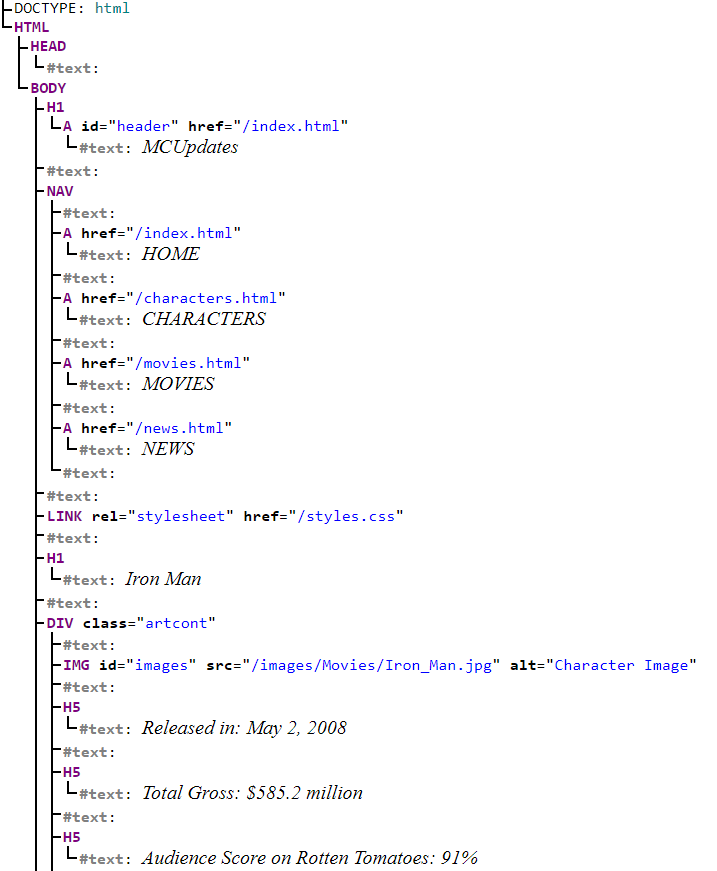 DOCTYPE: html
HTML
HEAD
#text:
BODY
H1
A id="header" href="/index.html"
#text: MCUpdates
#text:
NAV
#text:
A href="/index.html"
#text: HOME
#text:
A href="/characters.html"
#text: CHARACTERS
#text:
A href="/movies.html"
#text: MOVIES
#text:
A href="/news.html"
#text: NEWS
#text:
#text:
LINK rel="stylesheet" href="/styles.css"
#text:
H1
#text: Iron Man
#text:
DIV class="artcont"
#text:
IMG id="images" src="/images/Movies/Iron_Man.jpg" alt="Character Image"
#text:
H5
#text: Released in: May 2, 2008
#text:
H5
#text: Total Gross: $585.2 million
#text:
H5
#text: Audience Score on Rotten Tomatoes: 91%